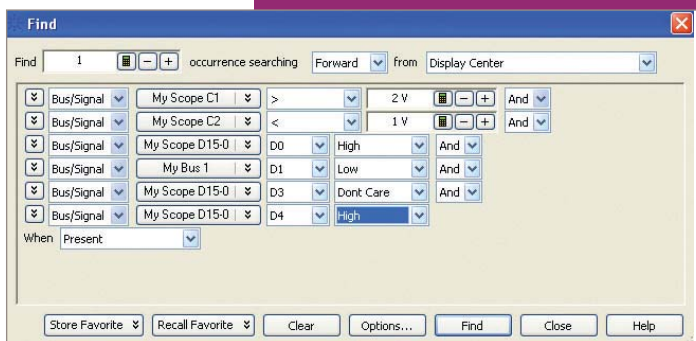 Find
Find 1 occurrence searching Forward from Display Center
Bus/Signal My Scope C1 > 2 V And
Bus/Signal My Scope C2 < 1 V And
Bus/Signal My Scope D15-0 D0 High And
Bus/Signal My Bus 1 D1 Low And
Bus/Signal My Scope D15-0 D3 Dont Care And
Bus/Signal My Scope D15-0 D4 High
When Present
Store Favorite Recall Favorite Clear Options... Find Close Help